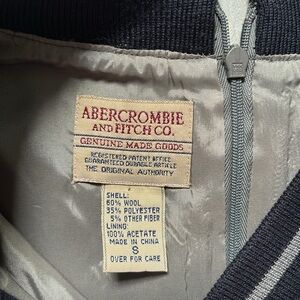 ABERCROMBIE
AND FITCH CO.
GENUINE MADE GOODS
REGISTERED PATENT OFFICE
GUARANTEED DURABLE ARTICLE
THE ORIGINAL AUTHORITY
SHELL:
60% WOOL
35% POLYESTER
5% OTHER FIBER
LINING:
100% ACETATE
MADE IN CHINA
S
OVER FOR CARE